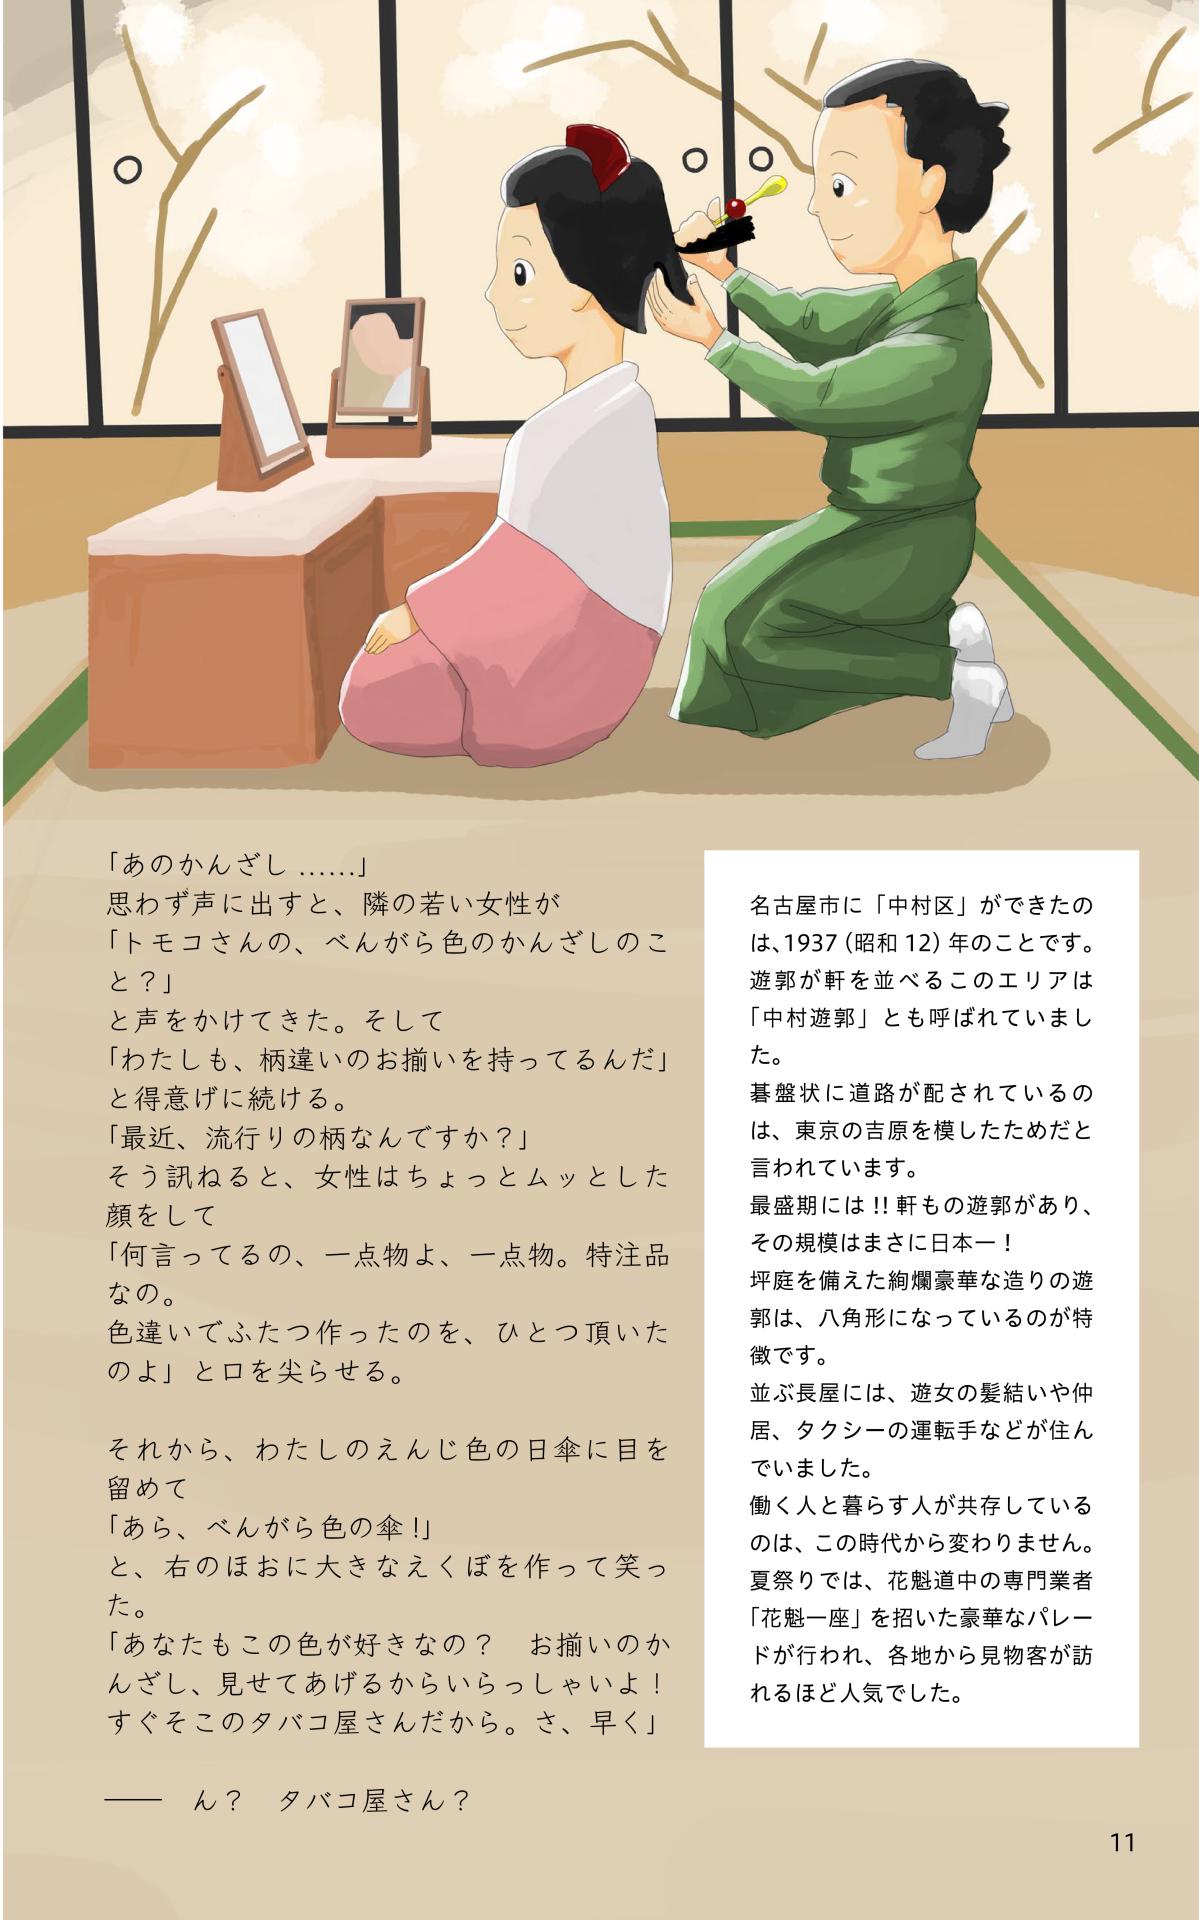 「あのかんざし ……」
思わず声に出すと、隣の若い女性が
「トモコさんの、べんがら色のかんざしのこ
と？」
と声をかけてきた。そして
「わたしも、柄違いのお揃いを持ってるんだ」
と得意げに続ける。
「最近、流行りの柄なんですか？」
そう訊ねると、女性はちょっとムッとした
顔をして
「何言ってるの、一点物よ、一点物。特注品
なの。
色違いでふたつ作ったのを、ひとつ頂いた
のよ」と口を尖らせる。
それから、わたしのえんじ色の日傘に目を
留めて
「あら、べんがら色の傘!」
と、右のほおに大きなえくぼを作って笑っ
た。
「あなたもこの色が好きなの？　お揃いのか
んざし、見せてあげるからいらっしゃいよ！
すぐそこのタバコ屋さんだから。さ、早く」
――　ん？　タバコ屋さん？
名古屋市に「中村区」ができたの
は、1937（昭和 12）年のことです。
遊郭が軒を並べるこのエリアは
「中村遊郭」とも呼ばれていまし
た。
碁盤状に道路が配されているの
は、東京の吉原を模したためだと
言われています。
最盛期には !! 軒もの遊郭があり、
その規模はまさに日本一！
坪庭を備えた絢爛豪華な造りの遊
郭は、八角形になっているのが特
徴です。
並ぶ長屋には、遊女の髪結いや仲
居、タクシーの運転手などが住ん
でいました。
働く人と暮らす人が共存している
のは、この時代から変わりません。
夏祭りでは、花魁道中の専門業者
「花魁一座」を招いた豪華なパレー
ドが行われ、各地から見物客が訪
れるほど人気でした。
11